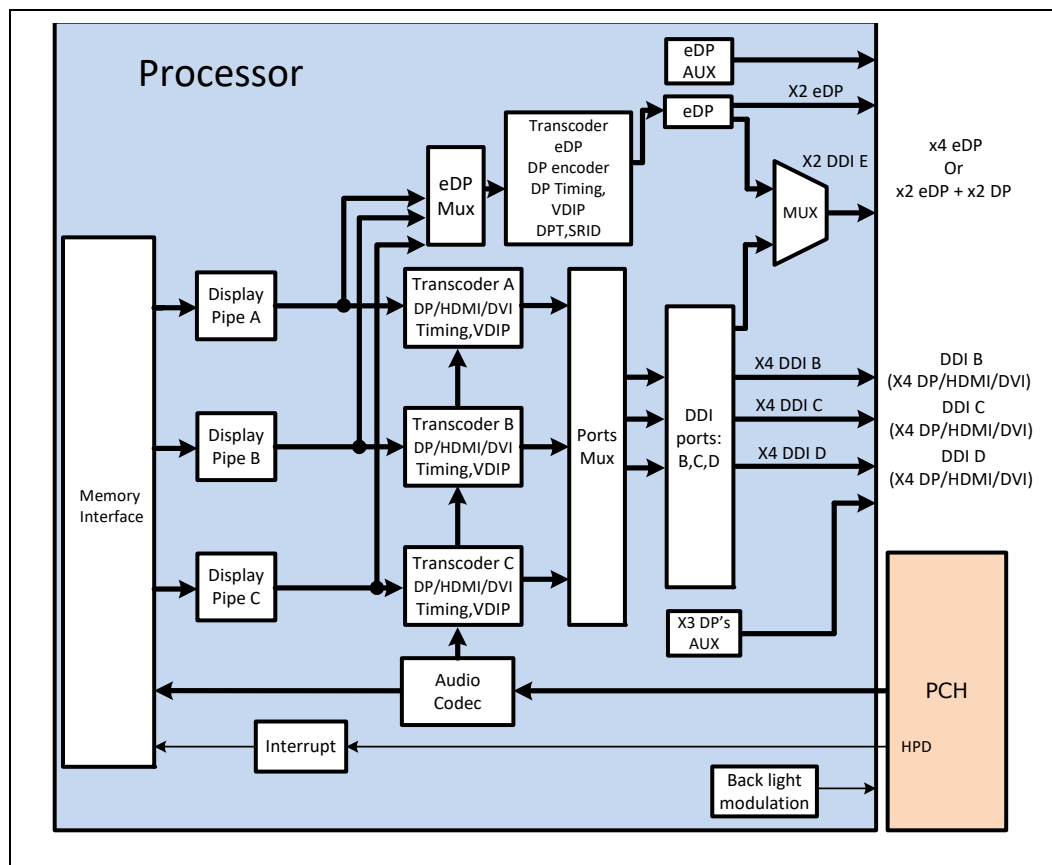 Processor
eDP
AUX
X2 eDP
eDP
Transcoder
eDP
DP encoder
DP Timing,
VDIP
DPT,SRID
eDP
Mux
X2 DDI E
MUX
x4 eDP
Or
x2 eDP + x2 DP
Memory
Interface
Display
Pipe A
Transcoder A
DP/HDMI/DVI
Timing,VDIP
Display
Pipe B
Transcoder B
DP/HDMI/DVI
Timing,VDIP
Display
Pipe C
Transcoder C
DP/HDMI/DVI
Timing,VDIP
Ports
Mux
DDI
ports:
B,C,D
X4 DDI B
X4 DDI C
X4 DDI D
DDI B
(X4 DP/HDMI/DVI)
DDI C
(X4 DP/HDMI/DVI)
DDI D
(X4 DP/HDMI/DVI)
X3 DP’s
AUX
Audio
Codec
PCH
HPD
Interrupt
Back light
modulation